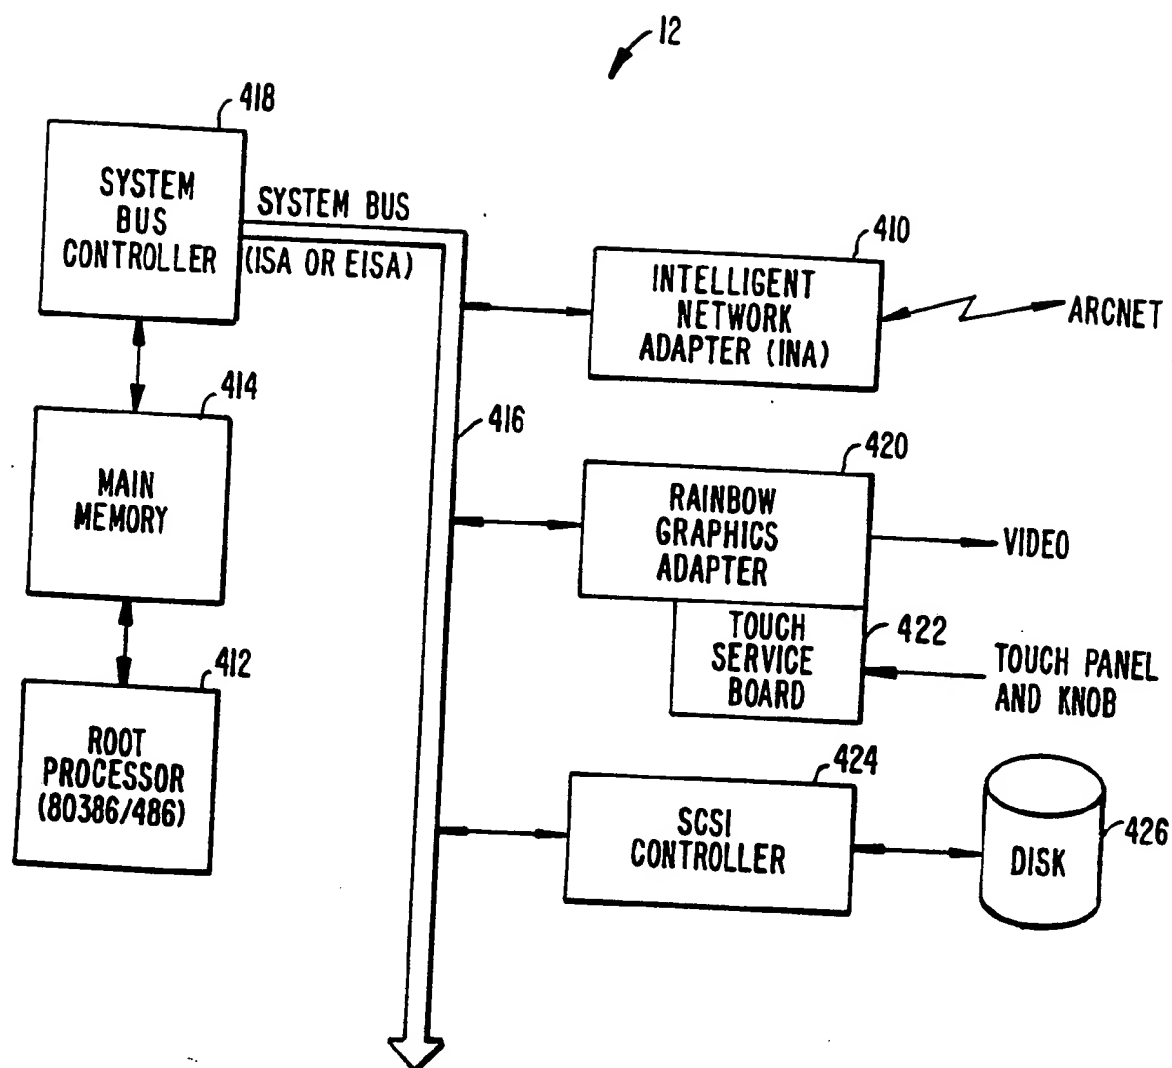 12
418
SYSTEM
BUS
CONTROLLER
SYSTEM BUS
(ISA OR EISA)
410
INTELLIGENT
NETWORK
ADAPTER (INA)
ARCNET
414
MAIN
MEMORY
416
420
RAINBOW
GRAPHICS
ADAPTER
VIDEO
412
ROOT
PROCESSOR
(80386/486)
TOUCH
SERVICE
BOARD
422
TOUCH PANEL
AND KNOB
424
SCSI
CONTROLLER
DISK
426